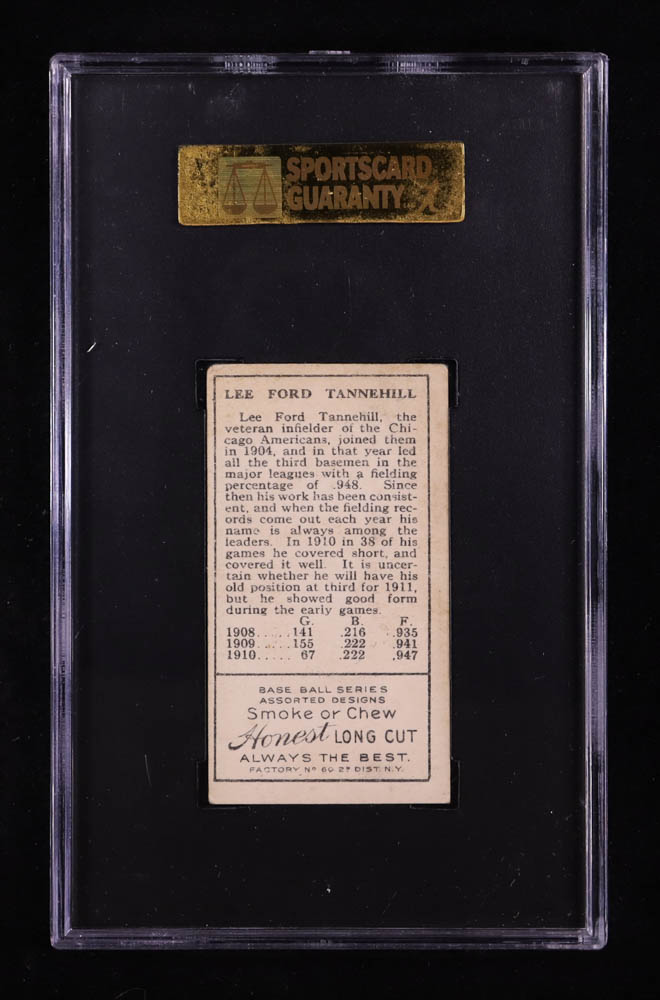 SPORTSCARD
GUARANTY
LEE FORD TANNEHILL
Lee Ford Tannehill, the
veteran infielder of the Chi-
cago Americans, joined them
in 1904, and in that year led
all the third basemen in the
major leagues with a fielding
percentage of .948. Since
then his work has been consist-
ent, and when the fielding rec-
ords come out each year his
name is always among the
leaders. In 1910 in 38 of his
games he covered short, and
covered it well. It is uncer-
tain whether he will have his
old position at third for 1911,
but he showed good form
during the early games.
G. B. F.
1908......141 .216 .935
1909......155 .222 .941
1910..... 67 .222 .947
BASE BALL SERIES
ASSORTED DESIGNS
Smoke or Chew
Honest LONG CUT
ALWAYS THE BEST.
FACTORY Nº 60 2ᴰ DIST. N.Y.